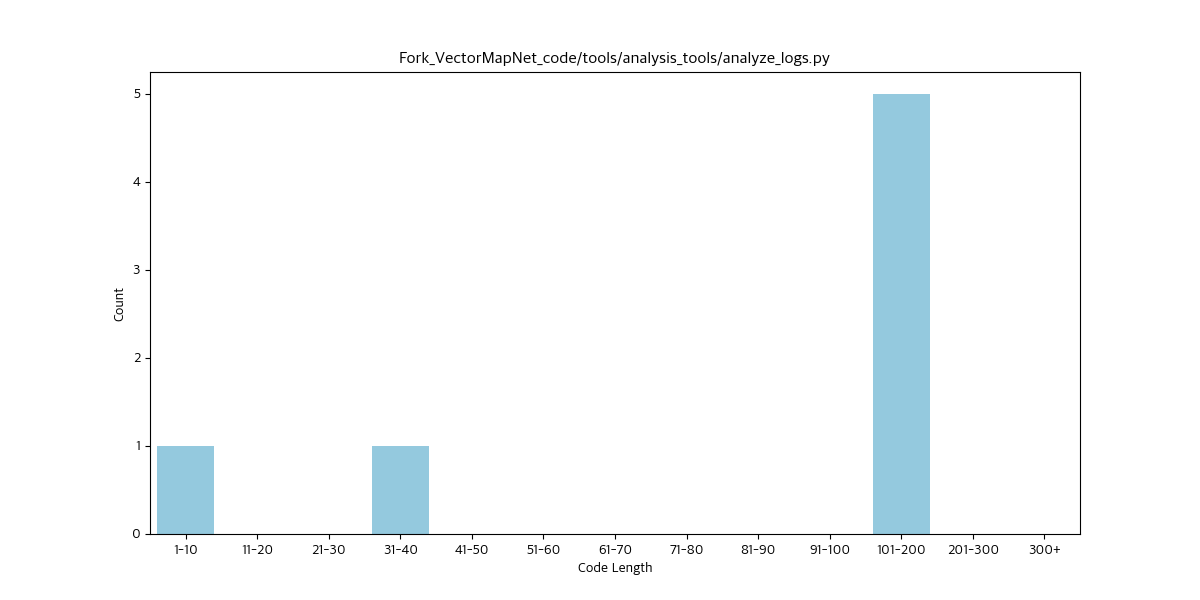 Fork_VectorMapNet_code/tools/analysis_tools/analyze_logs.py
5
4
3
2
1
0
Count
1-10 11-20 21-30 31-40 41-50 51-60 61-70 71-80 81-90 91-100 101-200 201-300 300+
Code Length